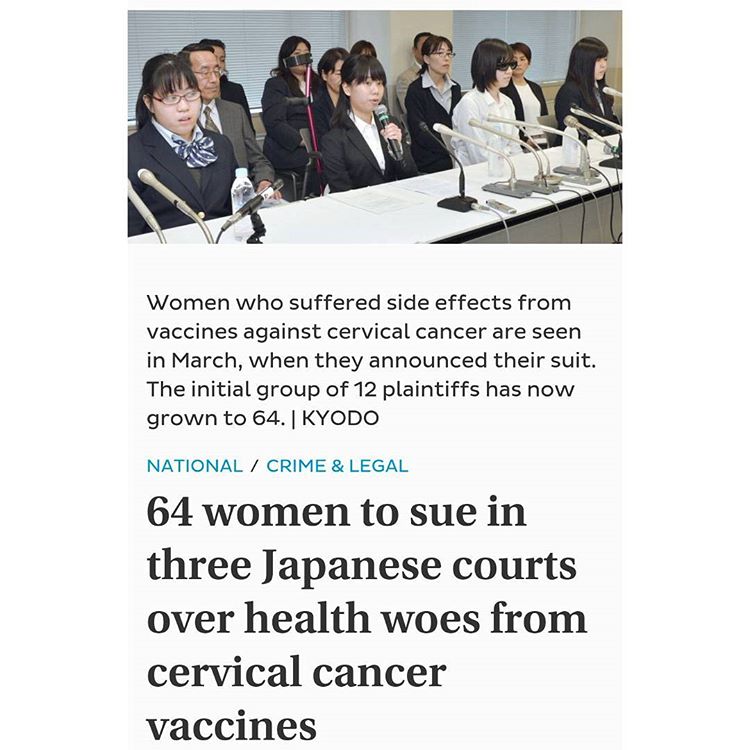 Women who suffered side effects from
vaccines against cervical cancer are seen
in March, when they announced their suit.
The initial group of 12 plaintiffs has now
grown to 64. | KYODO
NATIONAL / CRIME & LEGAL
64 women to sue in
three Japanese courts
over health woes from
cervical cancer
vaccines